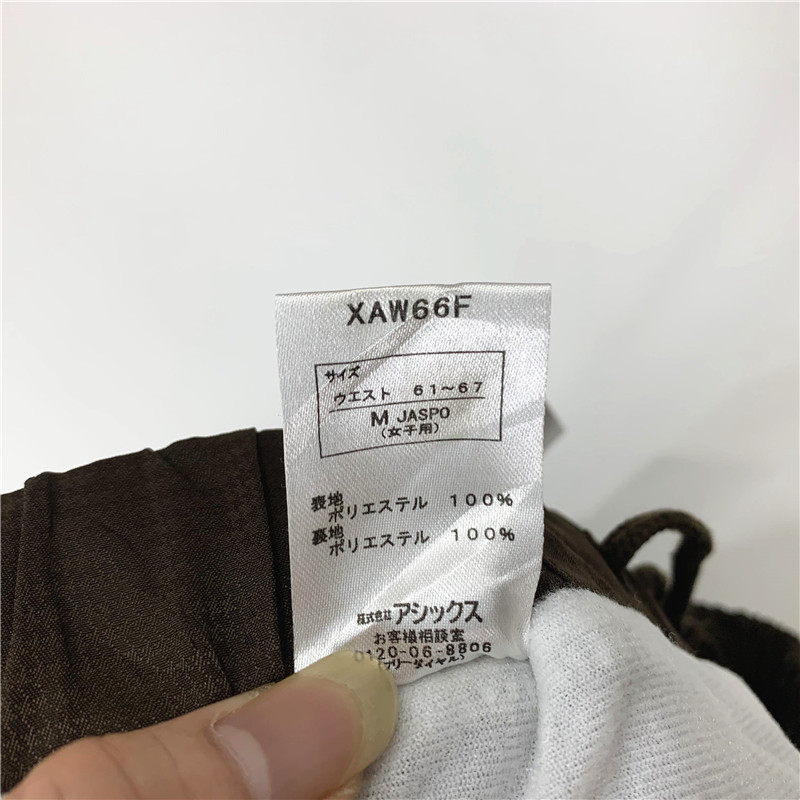 XAW66F
サイズ
ウエスト 61～67
M JASPO
(女子用)
表地
ポリエステル 100%
裏地
ポリエステル 100%
株式会社アシックス
お客様相談室
0120-06-8806
(フリーダイヤル)